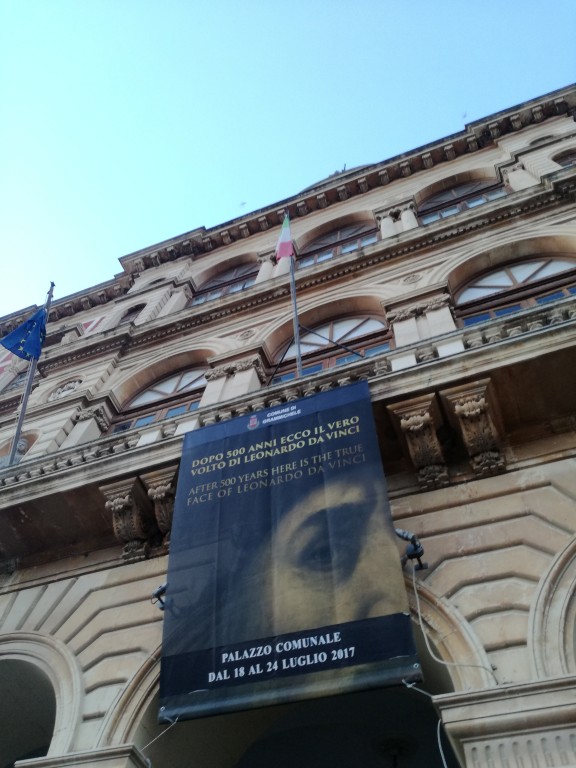 COMUNE DI
GRAMMICHELE
DOPO 500 ANNI ECCO IL VERO
VOLTO DI LEONARDO DA VINCI
AFTER 500 YEARS HERE IS THE TRUE
FACE OF LEONARDO DA VINCI
PALAZZO COMUNALE
DAL 18 AL 24 LUGLIO 2017